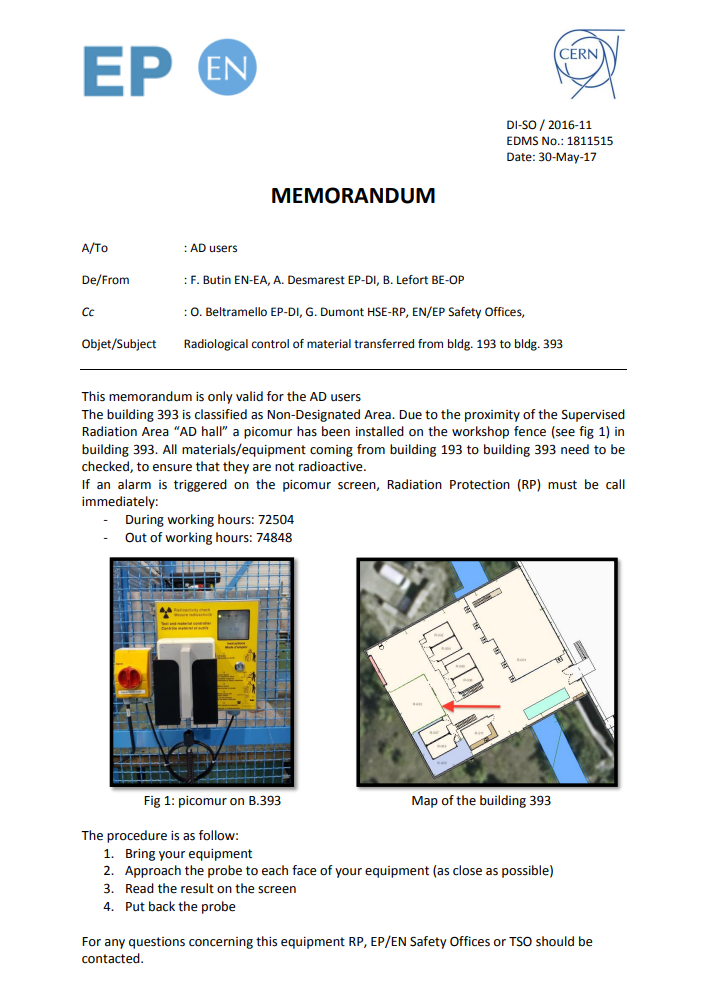 EP EN
CERN
DI-SO / 2016-11
EDMS No.: 1811515
Date: 30-May-17
MEMORANDUM
A/To : AD users
De/From : F. Butin EN-EA, A. Desmarest EP-DI, B. Lefort BE-OP
Cc : O. Beltramello EP-DI, G. Dumont HSE-RP, EN/EP Safety Offices,
Objet/Subject Radiological control of material transferred from bldg. 193 to bldg. 393
This memorandum is only valid for the AD users
The building 393 is classified as Non-Designated Area. Due to the proximity of the Supervised
Radiation Area “AD hall” a picomur has been installed on the workshop fence (see fig 1) in
building 393. All materials/equipment coming from building 193 to building 393 need to be
checked, to ensure that they are not radioactive.
If an alarm is triggered on the picomur screen, Radiation Protection (RP) must be call
immediately:
- During working hours: 72504
- Out of working hours: 74848
Radioactivity check
Tool and material controller
Fig 1: picomur on B.393
Map of the building 393
The procedure is as follow:
1. Bring your equipment
2. Approach the probe to each face of your equipment (as close as possible)
3. Read the result on the screen
4. Put back the probe
For any questions concerning this equipment RP, EP/EN Safety Offices or TSO should be
contacted.